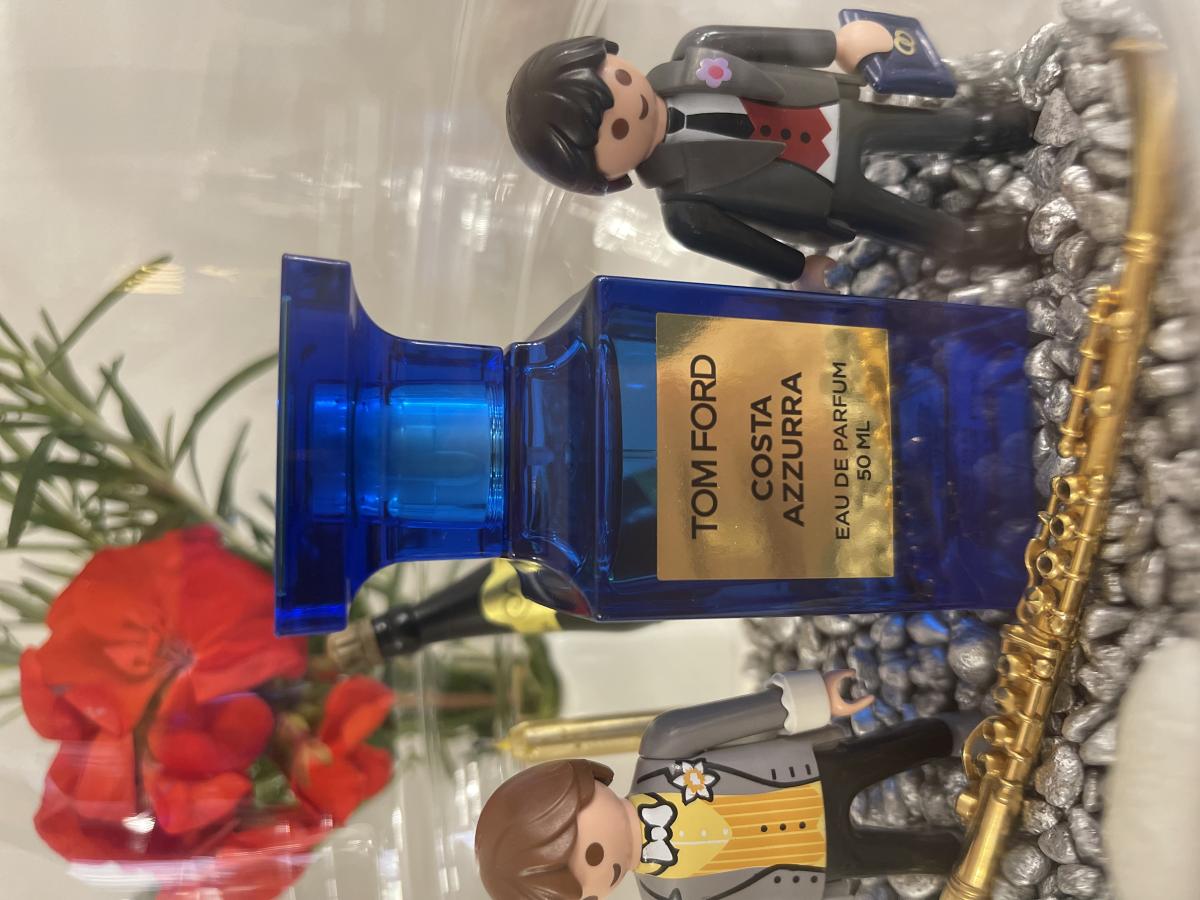 TOM FORD
COSTA
AZZURRA
EAU DE PARFUM
50 ML